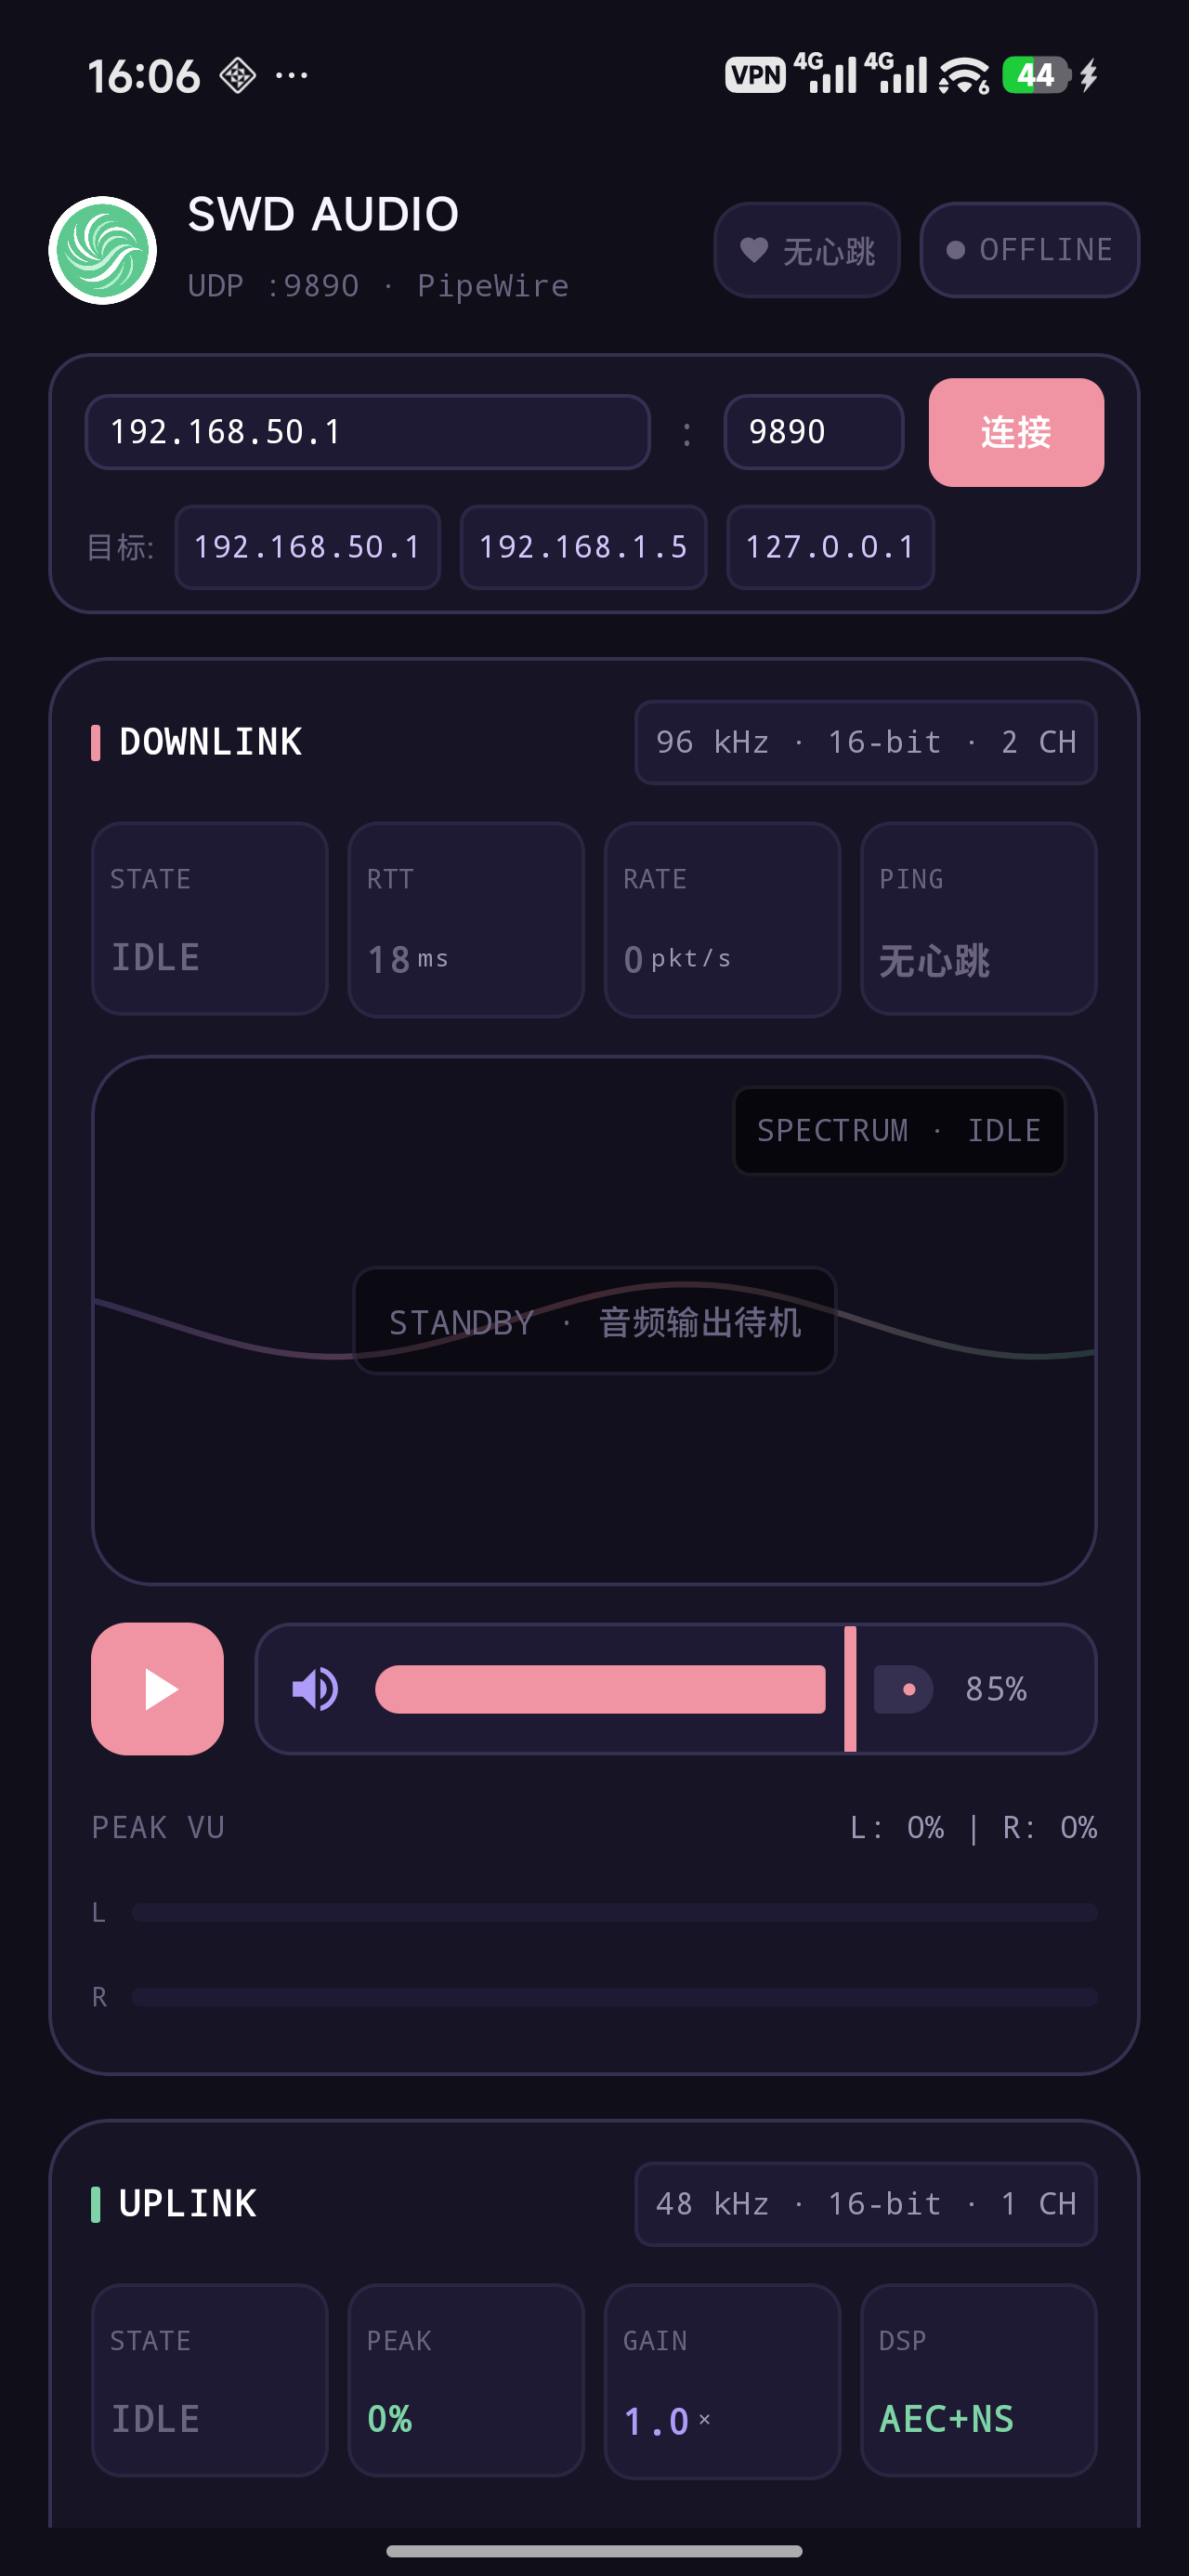 16:06 ... VPN 4G 4G 6 44
SWD AUDIO
UDP :9890 · PipeWire
无心跳
OFFLINE
192.168.50.1 : 9890 连接
目标: 192.168.50.1 192.168.1.5 127.0.0.1
DOWNLINK 96 kHz · 16-bit · 2 CH
STATE RTT RATE PING
IDLE 18 ms 0 pkt/s 无心跳
SPECTRUM · IDLE
STANDBY · 音频输出待机
85%
PEAK VU L: 0% | R: 0%
L
R
UPLINK 48 kHz · 16-bit · 1 CH
STATE PEAK GAIN DSP
IDLE 0% 1.0 × AEC+NS